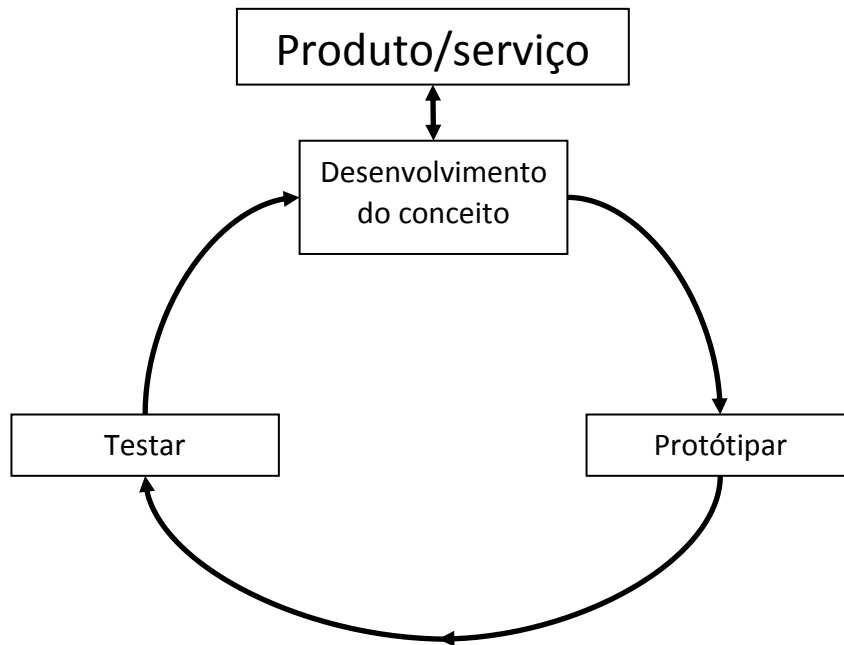 Produto/serviço
Desenvolvimento
do conceito
Testar
Protótipar